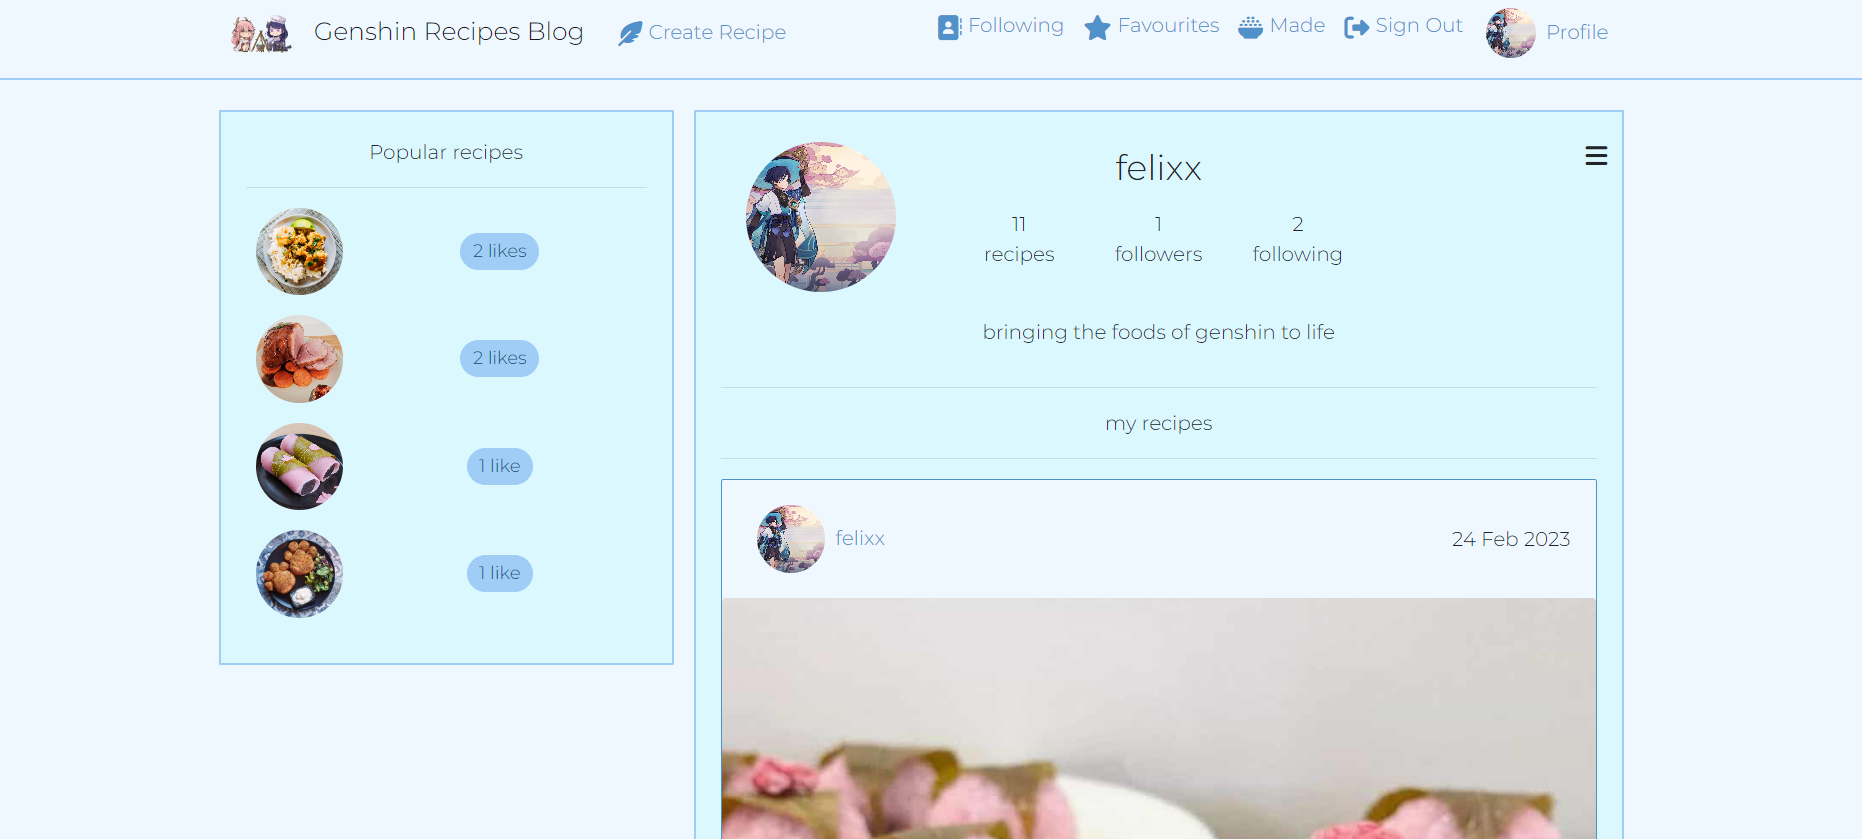 Genshin Recipes Blog
Create Recipe
Following
Favourites
Made
Sign Out
Profile
Popular recipes
2 likes
2 likes
1 like
1 like
felixx
11
recipes
1
followers
2
following
bringing the foods of genshin to life
my recipes
felixx
24 Feb 2023